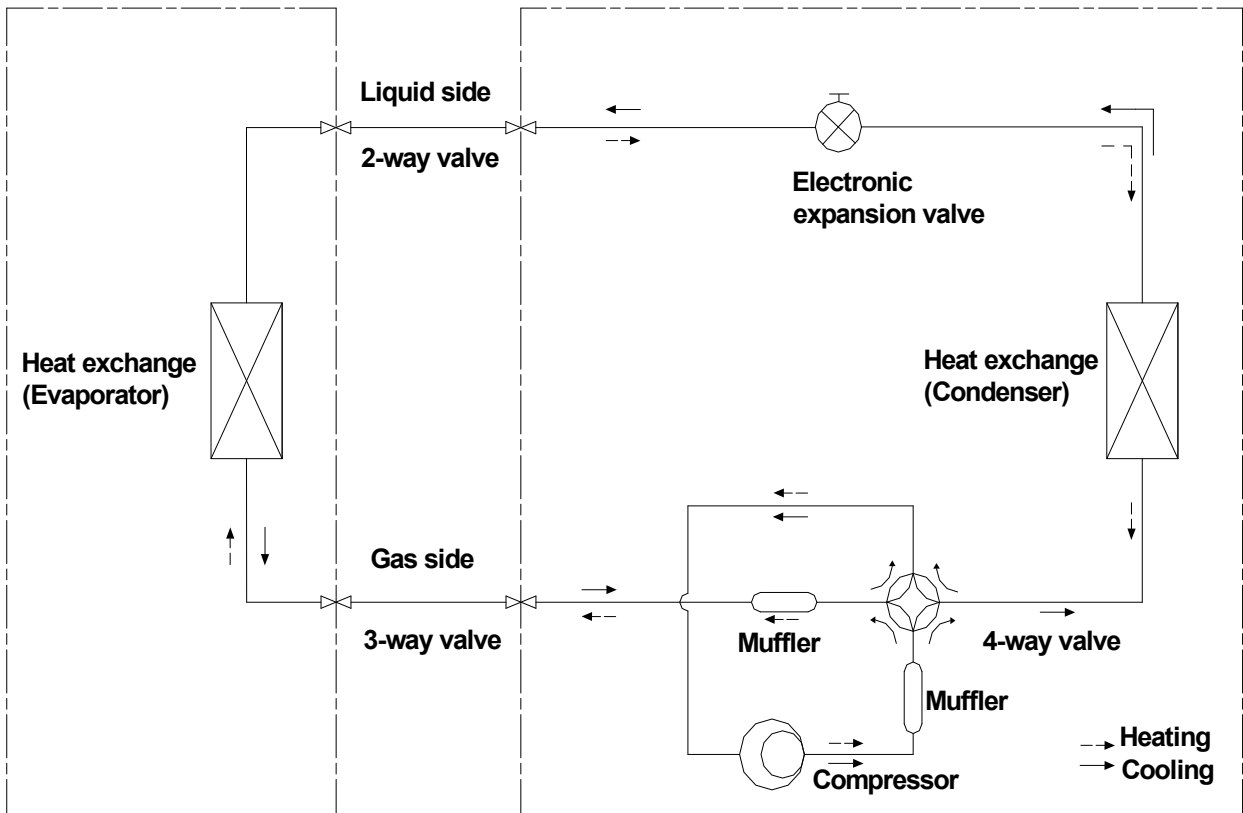 Liquid side
2-way valve
Electronic
expansion valve
Heat exchange
(Evaporator)
Heat exchange
(Condenser)
Gas side
3-way valve
Muffler
4-way valve
Muffler
Compressor
Heating
Cooling